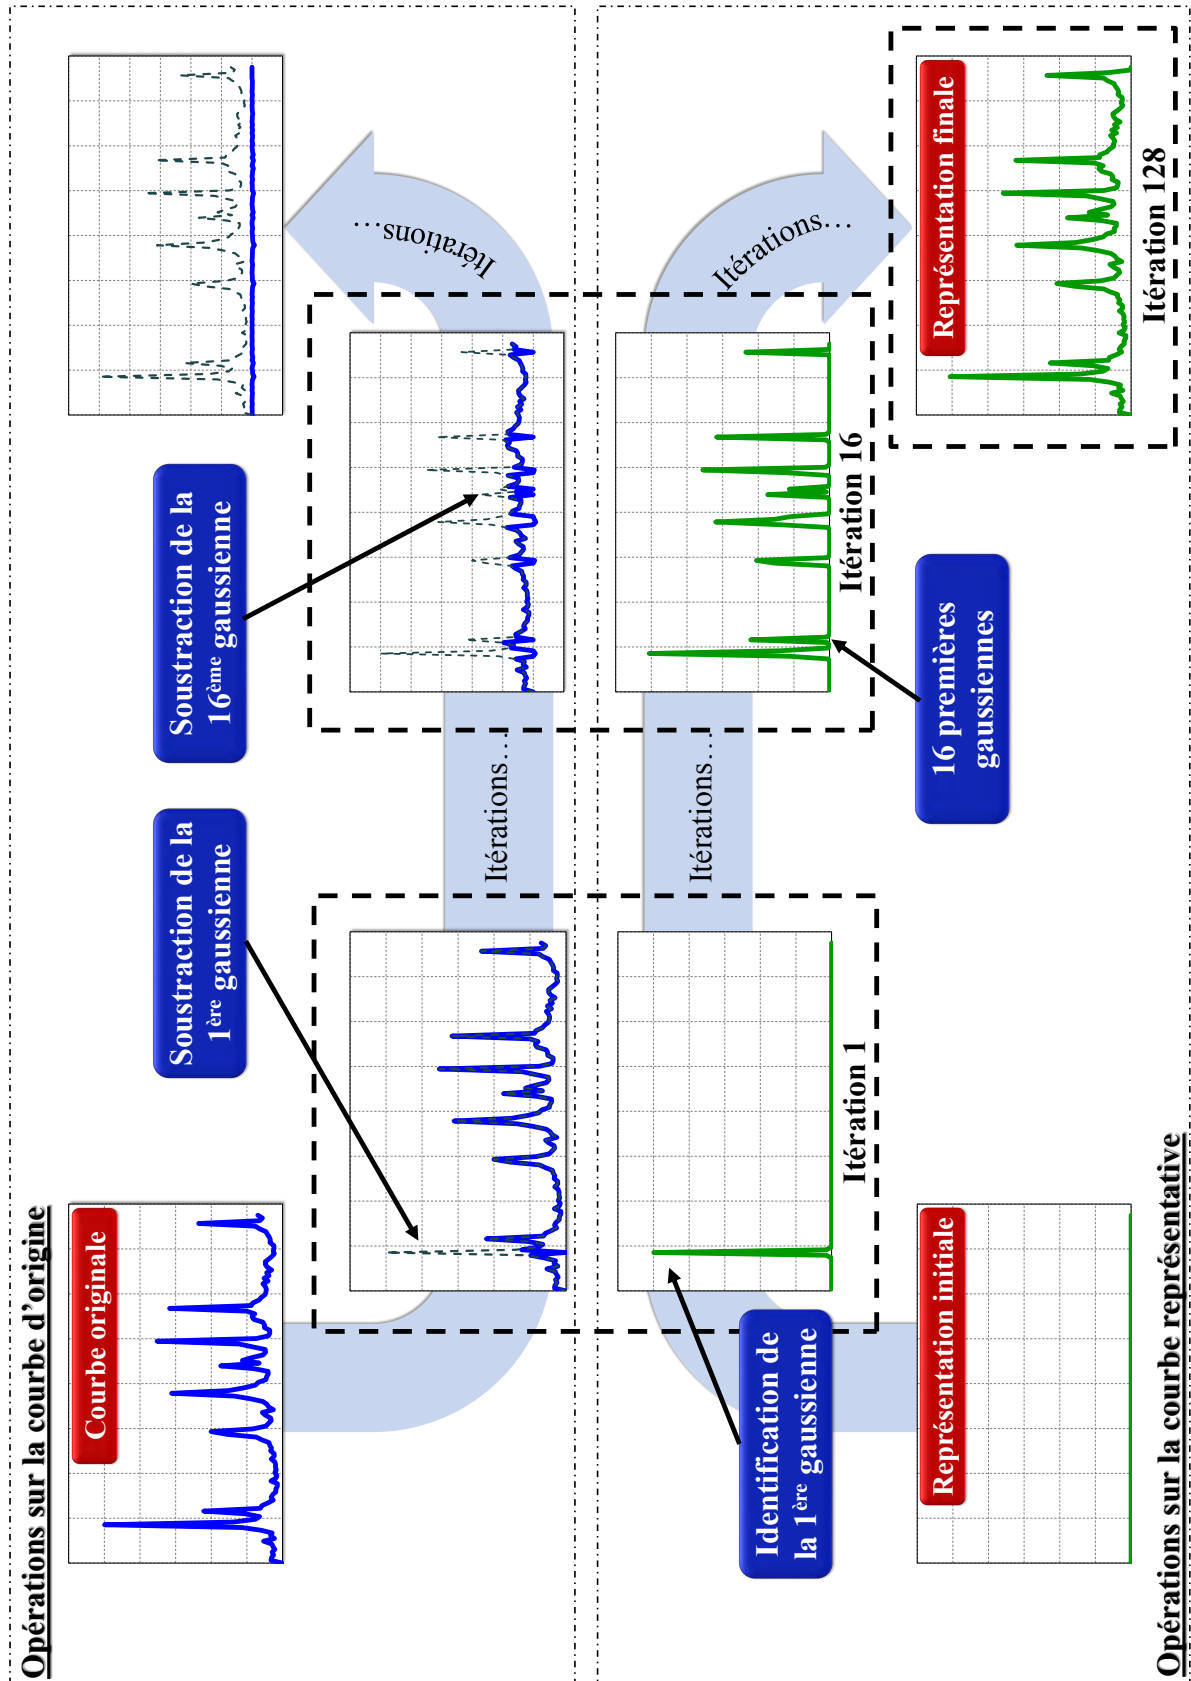 Opérations sur la courbe d’origine
Courbe originale
Soustraction de la
1ère gaussienne
Soustraction de la
16ème gaussienne
Itérations…
Itérations…
Identification de
la 1ère gaussienne
Itération 1
Itérations…
Itération 16
16 premières
gaussiennes
Itérations…
Représentation initiale
Représentation finale
Itération 128
Opérations sur la courbe représentative